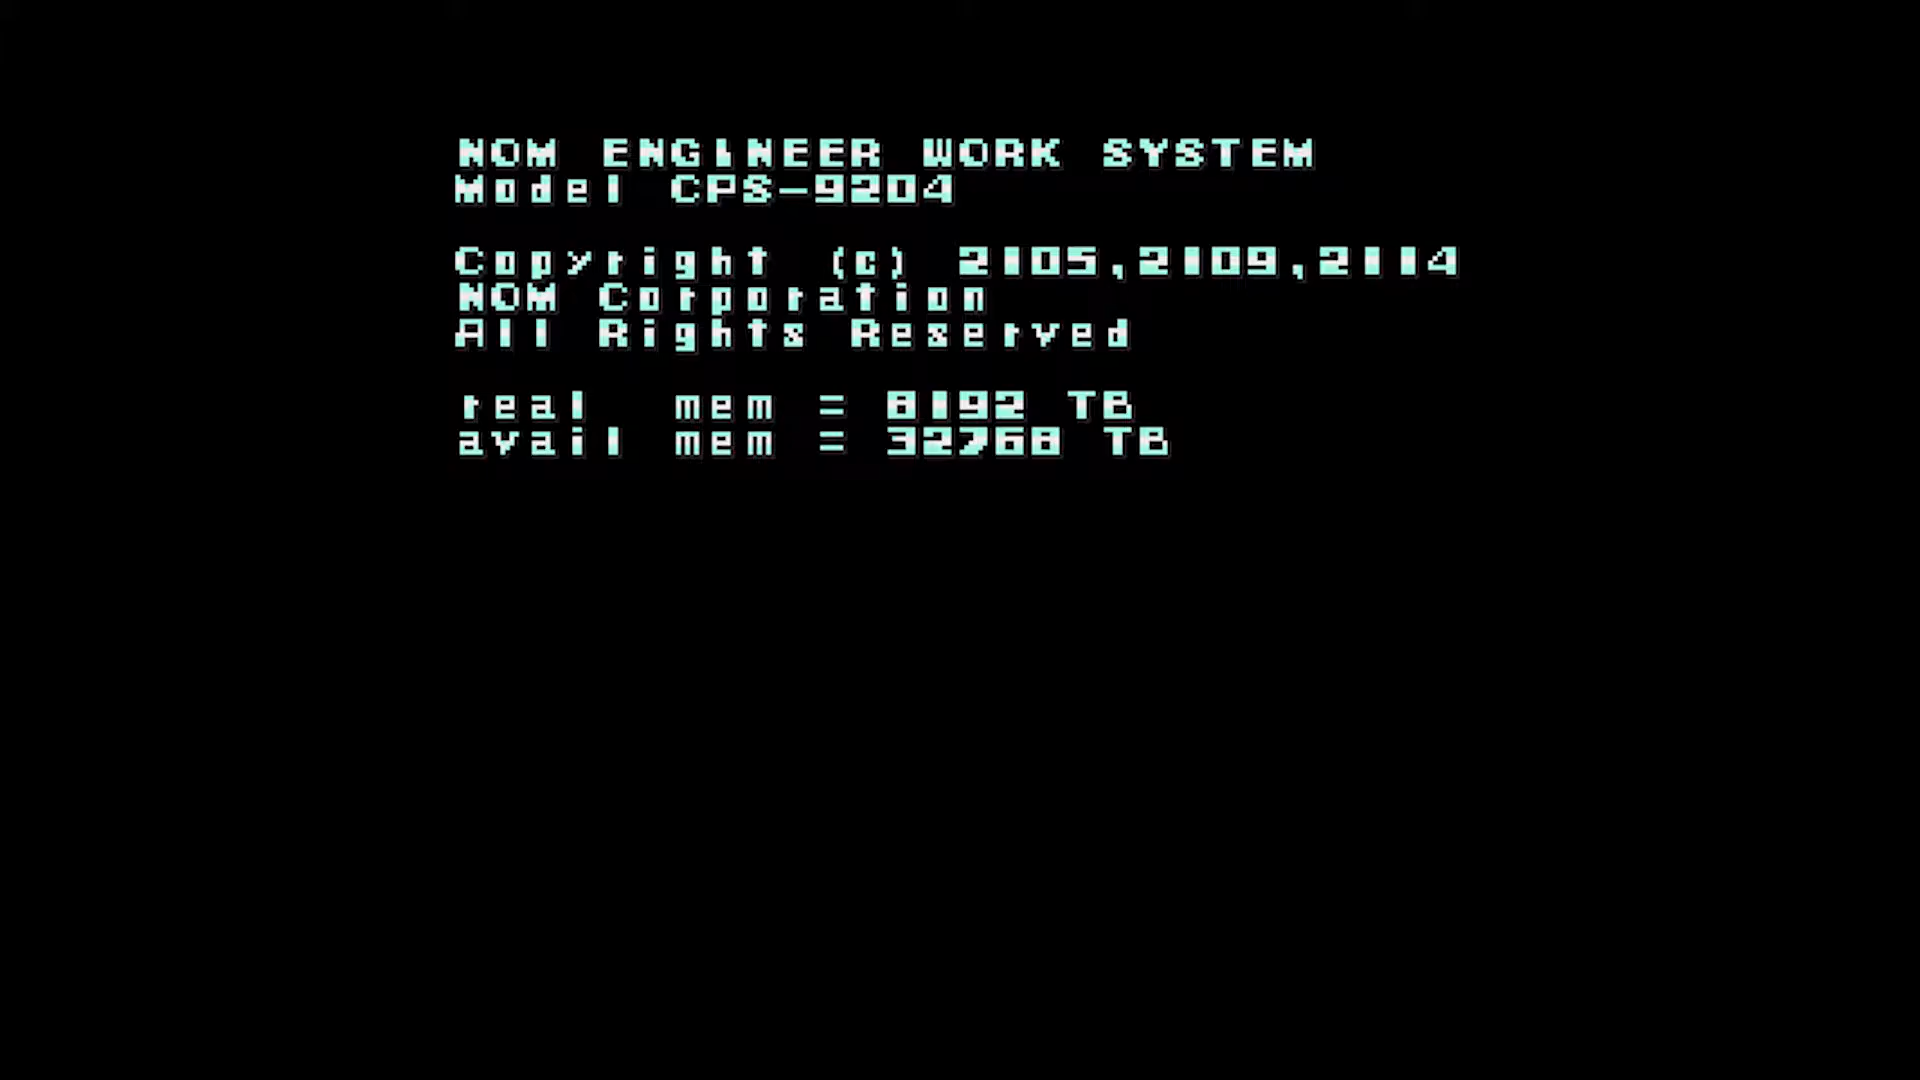 NOM ENGINEER WORK SYSTEM
Model CPS-9204
Copyright (c) 2105,2109,2114
NOM Corporation
All Rights Reserved
real mem = 8192 TB
avail mem = 32768 TB